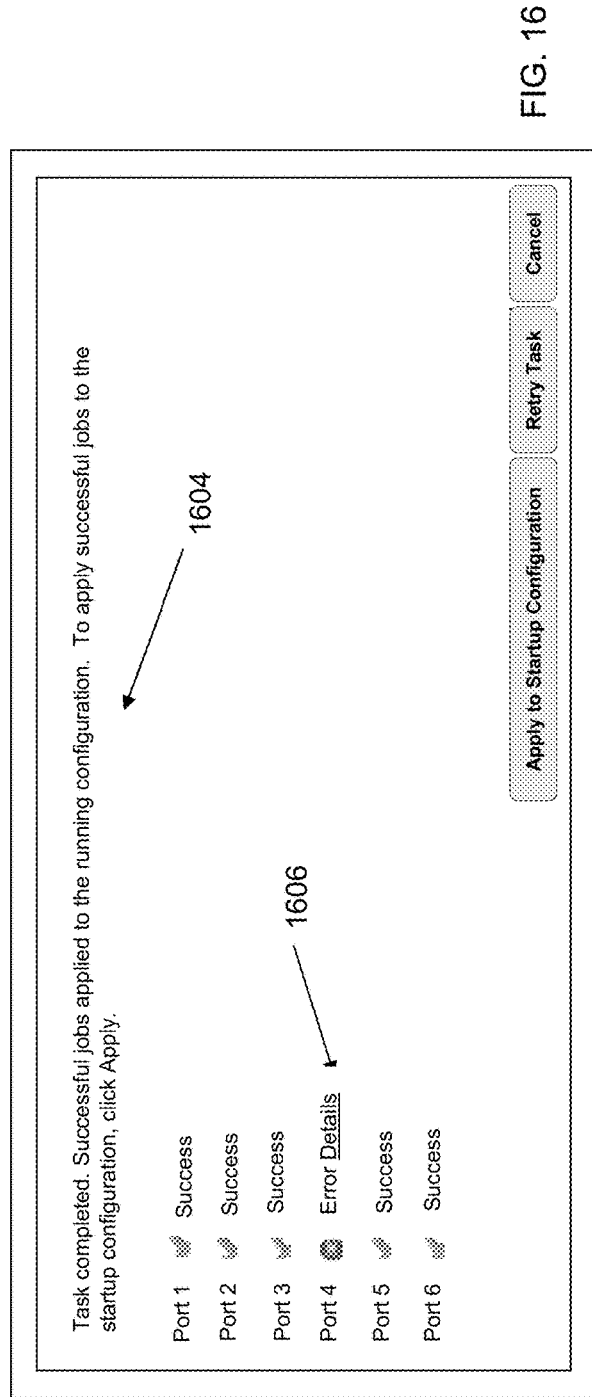 Task completed. Successful jobs applied to the running configuration. To apply successful jobs to the
startup configuration, click Apply.
1604
Port 1 Success
Port 2 Success
Port 3 Success
1606
Port 4 Error Details
Port 5 Success
Port 6 Success
Apply to Startup Configuration
Retry Task
Cancel
FIG. 16